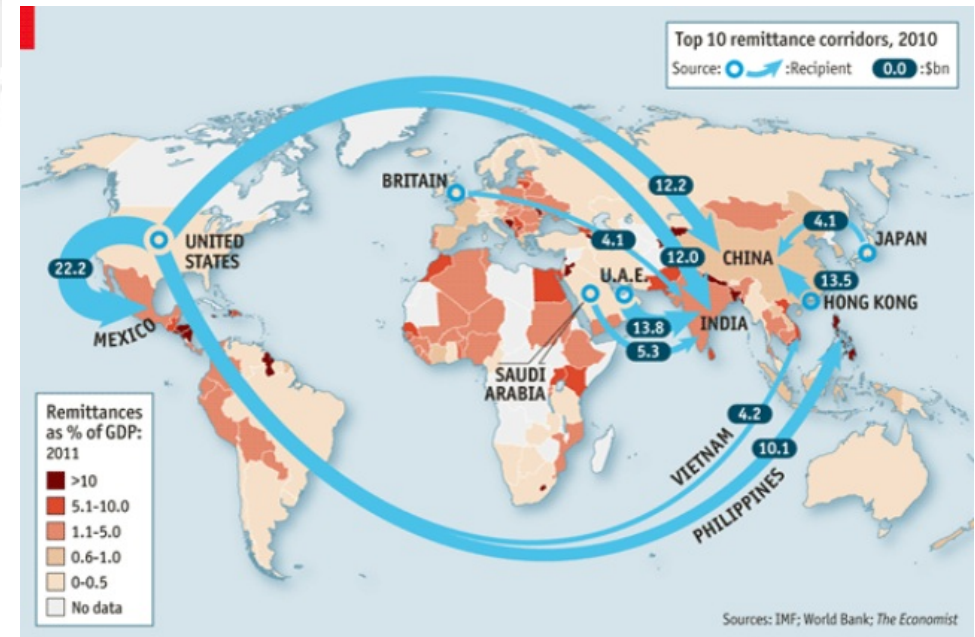 Top 10 remittance corridors, 2010
Source: :Recipient 0.0 :$bn
BRITAIN
12.2
4.1
4.1
JAPAN
UNITED
STATES
22.2
12.0
CHINA
U.A.E.
13.5
HONG KONG
MEXICO
13.8
INDIA
5.3
SAUDI
ARABIA
4.2
VIETNAM
10.1
PHILIPPINES
Remittances
as % of GDP:
2011
>10
5.1-10.0
1.1-5.0
0.6-1.0
0-0.5
No data
Sources: IMF; World Bank; The Economist